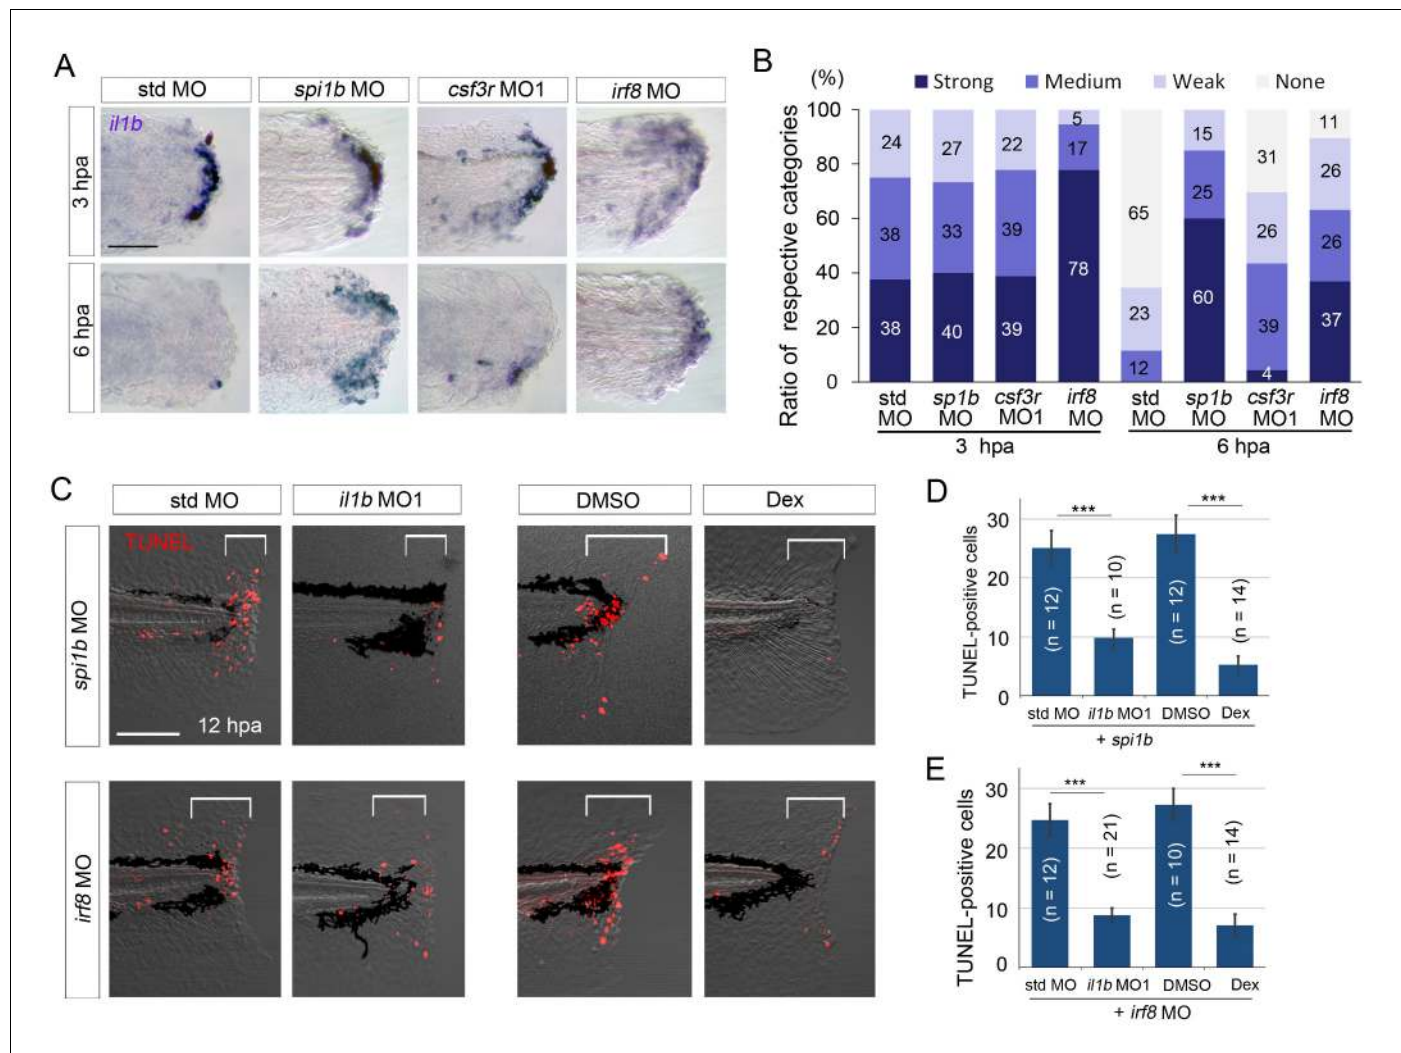 A
std MO
spi1b MO
csf3r MO1
irf8 MO
il1b
3 hpa
6 hpa
B
(%)
Strong
Medium
Weak
None
Ratio of respective categories
100
80
60
40
20
0
24
38
38
27
33
40
22
39
39
5
17
78
65
23
12
15
25
60
31
26
39
4
11
26
26
37
std MO
sp1b MO
csf3r MO1
irf8 MO
std MO
sp1b MO
csf3r MO1
irf8 MO
3 hpa
6 hpa
C
std MO
il1b MO1
DMSO
Dex
spi1b MO
TUNEL
12 hpa
irf8 MO
D
TUNEL-positive cells
30
20
10
0
***
***
(n = 12)
(n = 10)
(n = 12)
(n = 14)
std MO
il1b MO1
DMSO
Dex
+ spi1b
E
TUNEL-positive cells
30
20
10
0
***
***
(n = 12)
(n = 21)
(n = 10)
(n = 14)
std MO
il1b MO1
DMSO
Dex
+ irf8 MO